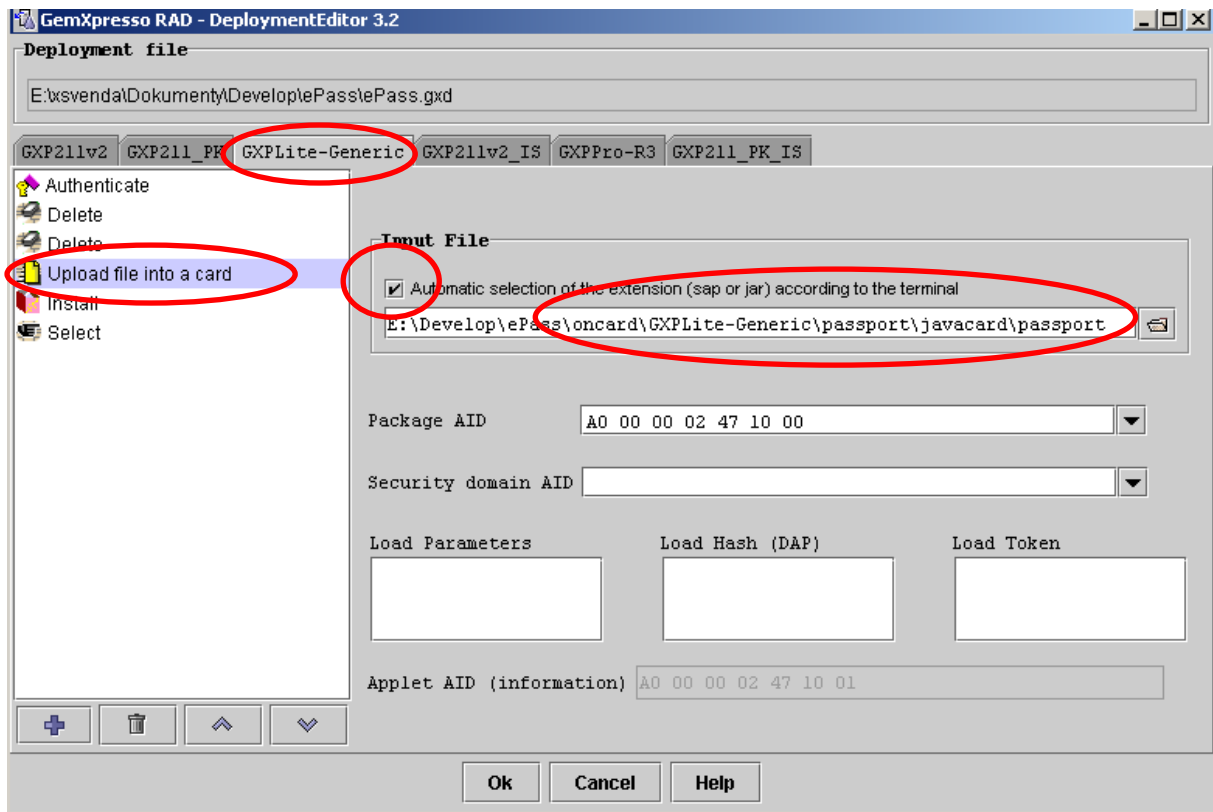 GemXpresso RAD - DeploymentEditor 3.2
Deployment file
E:\xsvenda\Dokumenty\Develop\ePass\ePass.gxd
GXP211v2 GXP211_PK GXPLite-Generic GXP211v2_IS GXPPro-R3 GXP211_PK_IS
Authenticate
Delete
Delete
Upload file into a card
Install
Select
Input File
Automatic selection of the extension (sap or jar) according to the terminal
E:\Develop\ePass\oncard\GXPLite-Generic\passport\javacard\passport
Package AID A0 00 00 02 47 10 00
Security domain AID
Load Parameters Load Hash (DAP) Load Token
Applet AID (information) A0 00 00 02 47 10 01
Ok Cancel Help